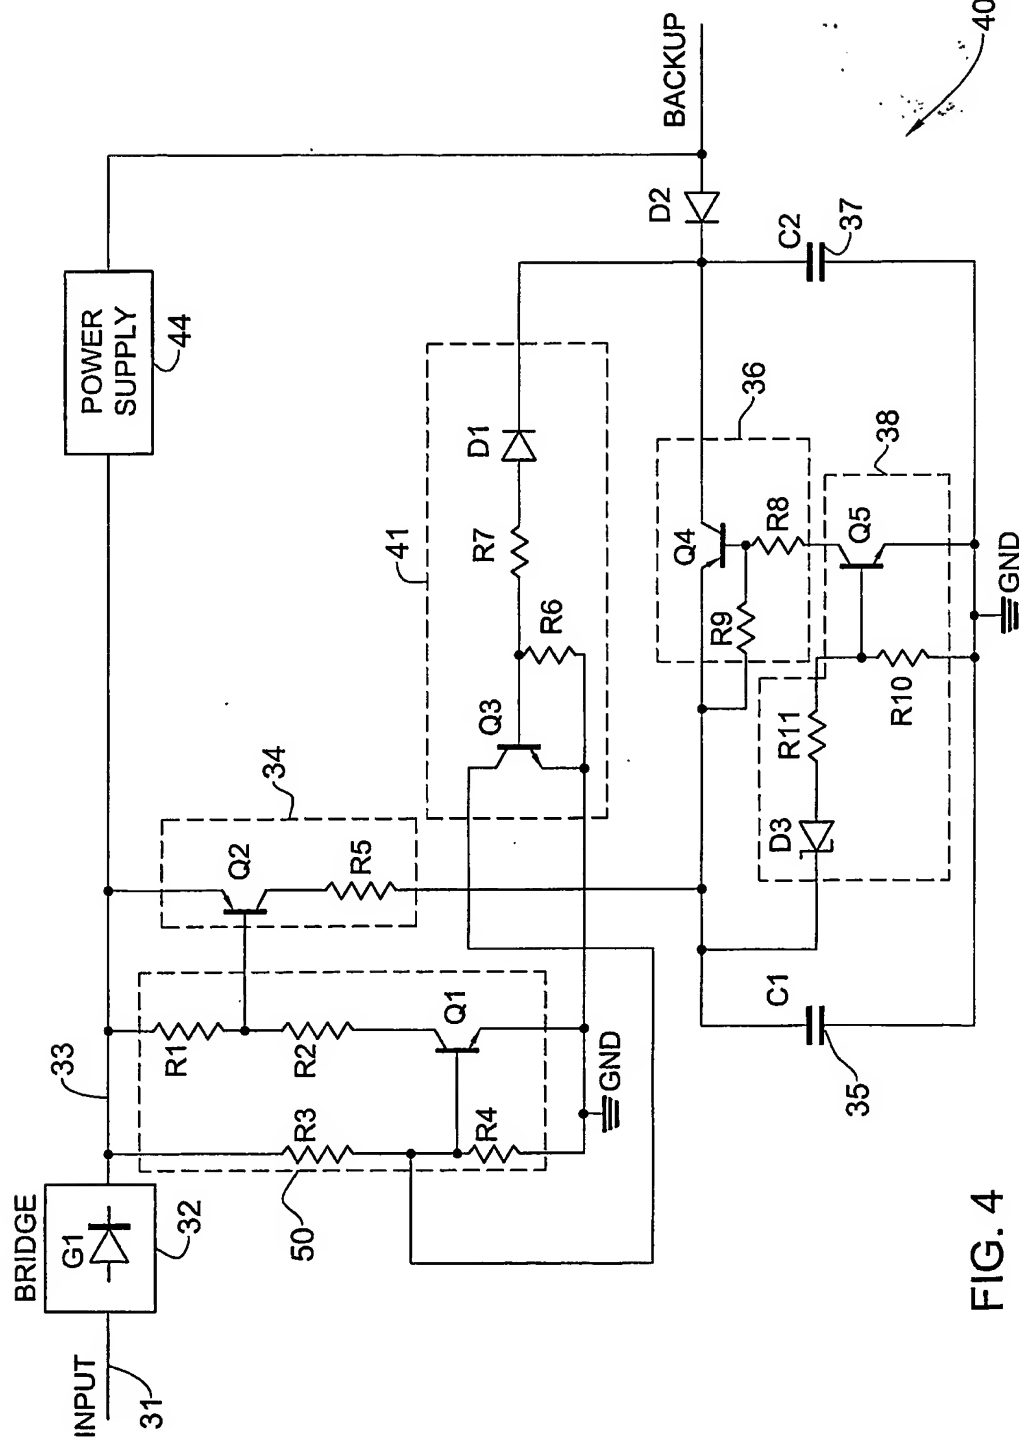 INPUT
31
BRIDGE
G1
32
33
50
R3
R4
R1
R2
Q1
GND
34
Q2
R5
POWER
SUPPLY
44
41
Q3
R6
R7
D1
BACKUP
D2
C2
37
36
Q4
R8
R9
38
Q5
R10
R11
D3
C1
35
GND
40
FIG. 4